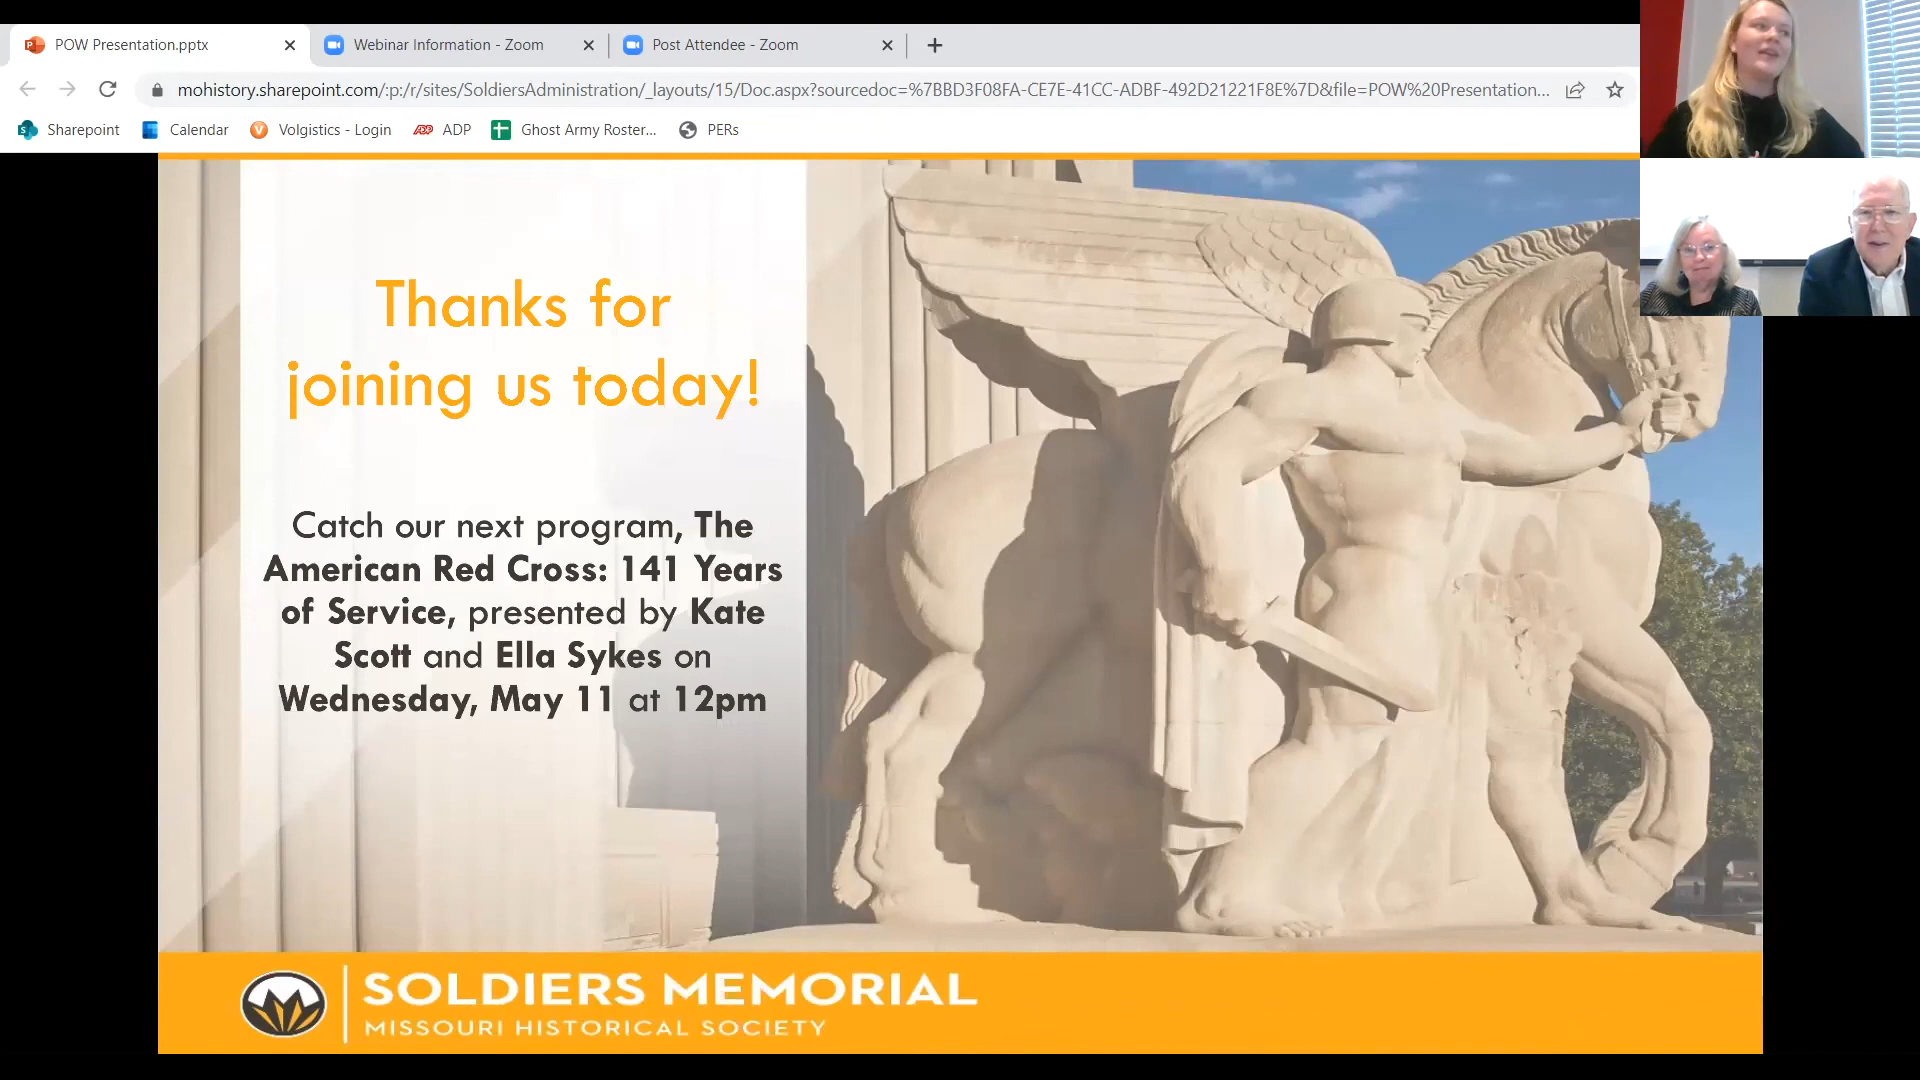 POW Presentation.pptx
Webinar Information - Zoom
Post Attendee - Zoom
mohistory.sharepoint.com/:p:/r/sites/SoldiersAdministration/_layouts/15/Doc.aspx?sourcedoc=%7BBD3F08FA-CE7E-41CC-ADBF-492D21221F8E%7D&file=POW%20Presentation...
Sharepoint
Calendar
Volgistics - Login
ADP
Ghost Army Roster...
PERs
Thanks for
joining us today!
Catch our next program, The
American Red Cross: 141 Years
of Service, presented by Kate
Scott and Ella Sykes on
Wednesday, May 11 at 12pm
SOLDIERS MEMORIAL
MISSOURI HISTORICAL SOCIETY